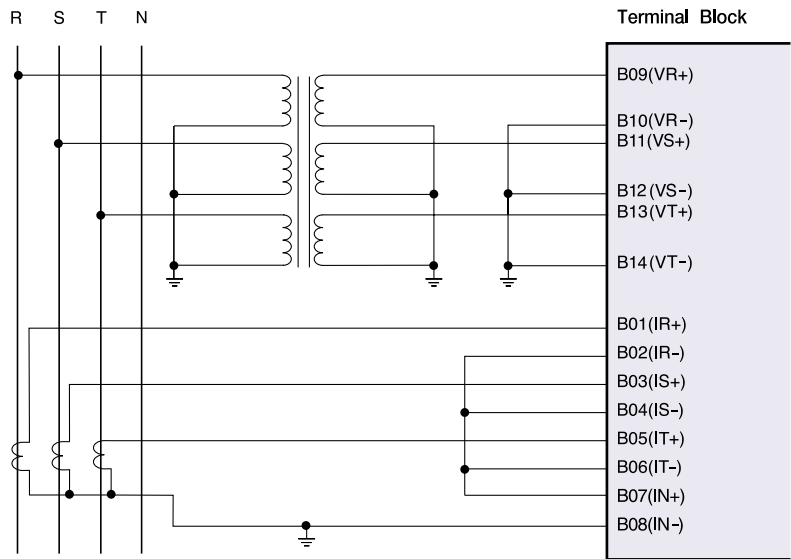 R S T N Terminal Block
B09(VR+)
B10(VR-)
B11(VS+)
B12(VS-)
B13(VT+)
B14(VT-)
B01(IR+)
B02(IR-)
B03(IS+)
B04(IS-)
B05(IT+)
B06(IT-)
B07(IN+)
B08(IN-)